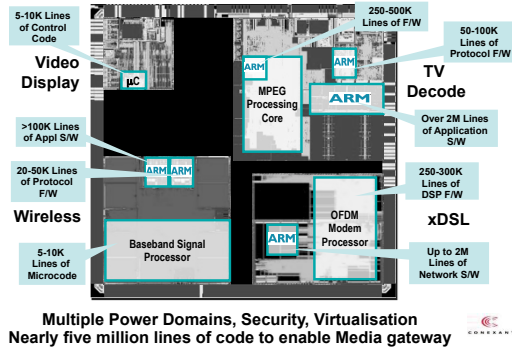 5-10K Lines
of Control
Code
250-500K
Lines of F/W
50-100K
Lines of
Protocol F/W
Video
Display
µC
ARM
MPEG
Processing
Core
ARM
TV
Decode
ARM
Over 2M Lines
of Application
S/W
>100K Lines
of Appl S/W
20-50K Lines
of Protocol
F/W
ARM
ARM
Wireless
5-10K
Lines of
Microcode
Baseband Signal
Processor
250-300K
Lines of
DSP F/W
OFDM
Modem
Processor
xDSL
ARM
Up to 2M
Lines of
Network S/W
Multiple Power Domains, Security, Virtualisation
Nearly five million lines of code to enable Media gateway
CONEXANT